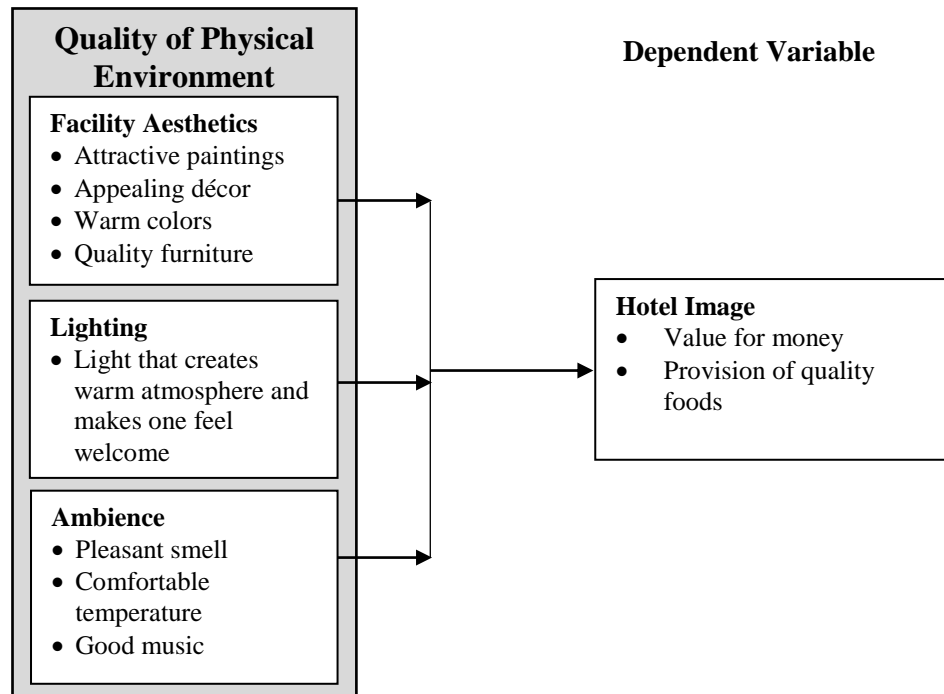 Quality of Physical
Environment
Facility Aesthetics
• Attractive paintings
• Appealing décor
• Warm colors
• Quality furniture
Lighting
• Light that creates
warm atmosphere and
makes one feel
welcome
Ambience
• Pleasant smell
• Comfortable
temperature
• Good music
Dependent Variable
Hotel Image
• Value for money
• Provision of quality
foods